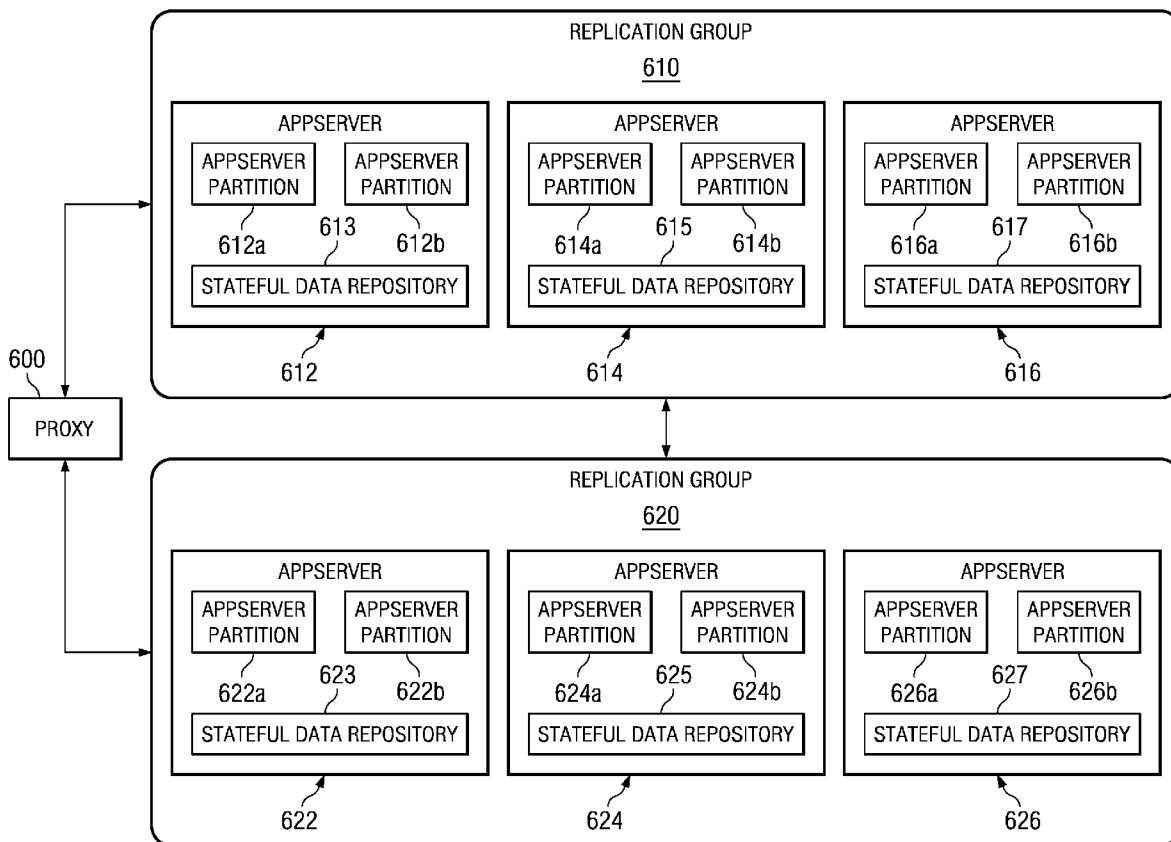 REPLICATION GROUP
610
APPSERVER
APPSERVER
APPSERVER
APPSERVER PARTITION
APPSERVER PARTITION
APPSERVER PARTITION
APPSERVER PARTITION
APPSERVER PARTITION
APPSERVER PARTITION
612a
613
612b
614a
615
614b
616a
617
616b
STATEFUL DATA REPOSITORY
STATEFUL DATA REPOSITORY
STATEFUL DATA REPOSITORY
612
614
616
600
PROXY
REPLICATION GROUP
620
APPSERVER
APPSERVER
APPSERVER
APPSERVER PARTITION
APPSERVER PARTITION
APPSERVER PARTITION
APPSERVER PARTITION
APPSERVER PARTITION
APPSERVER PARTITION
622a
623
622b
624a
625
624b
626a
627
626b
STATEFUL DATA REPOSITORY
STATEFUL DATA REPOSITORY
STATEFUL DATA REPOSITORY
622
624
626